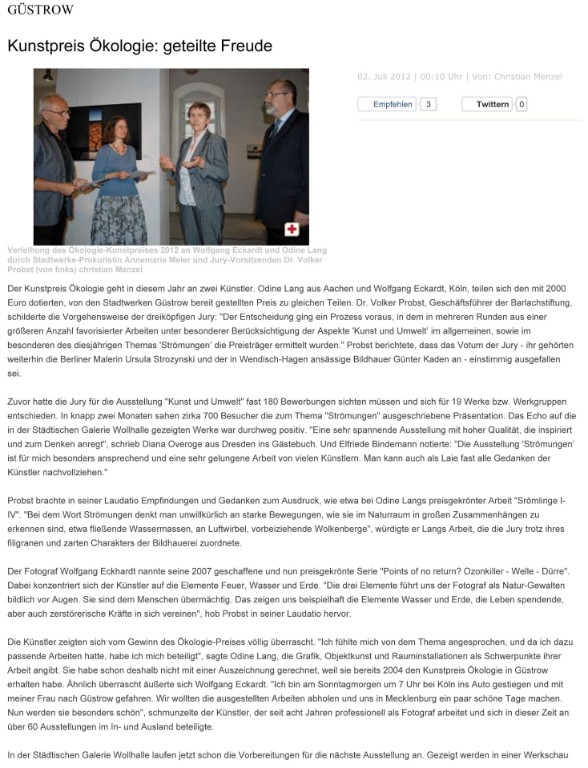 GÜSTROW
Kunstpreis Ökologie: geteilte Freude
02. Juli 2012 | 00:10 Uhr | Von: Christian Menzel
Empfehlen 3 Twittern 0
Verleihung des Ökologie-Kunstpreises 2012 an Wolfgang Eckardt und Odine Lang
durch Stadtwerke-Prokuristin Annemarie Meier und Jury-Vorsitzenden Dr. Volker
Probst (von links) christian Menzel
Der Kunstpreis Ökologie geht in diesem Jahr an zwei Künstler. Odine Lang aus Aachen und Wolfgang Eckardt, Köln, teilen sich den mit 2000
Euro dotierten, von den Stadtwerken Güstrow bereit gestellten Preis zu gleichen Teilen. Dr. Volker Probst, Geschäftsführer der Barlachstiftung,
schilderte die Vorgehensweise der dreiköpfigen Jury: "Der Entscheidung ging ein Prozess voraus, in dem in mehreren Runden aus einer
größeren Anzahl favorisierter Arbeiten unter besonderer Berücksichtigung der Aspekte 'Kunst und Umwelt' im allgemeinen, sowie im
besonderen des diesjährigen Themas 'Strömungen' die Preisträger ermittelt wurden." Probst berichtete, dass das Votum der Jury - ihr gehörten
weiterhin die Berliner Malerin Ursula Strozynski und der in Wendisch-Hagen ansässige Bildhauer Günter Kaden an - einstimmig ausgefallen
sei.
Zuvor hatte die Jury für die Ausstellung "Kunst und Umwelt" fast 180 Bewerbungen sichten müssen und sich für 19 Werke bzw. Werkgruppen
entschieden. In knapp zwei Monaten sahen zirka 700 Besucher die zum Thema "Strömungen" ausgeschriebene Präsentation. Das Echo auf die
in der Städtischen Galerie Wollhalle gezeigten Werke war durchweg positiv. "Eine sehr spannende Ausstellung mit hoher Qualität, die inspiriert
und zum Denken anregt", schrieb Diana Overoge aus Dresden ins Gästebuch. Und Elfriede Bindemann notierte: "Die Ausstellung 'Strömungen'
ist für mich besonders ansprechend und eine sehr gelungene Arbeit von vielen Künstlern. Man kann auch als Laie fast alle Gedanken der
Künstler nachvollziehen."
Probst brachte in seiner Laudatio Empfindungen und Gedanken zum Ausdruck, wie etwa bei Odine Langs preisgekrönter Arbeit "Srömlinge I-
IV". "Bei dem Wort Strömungen denkt man unwillkürlich an starke Bewegungen, wie sie im Naturraum in großen Zusammenhängen zu
erkennen sind, etwa fließende Wassermassen, an Luftwirbel, vorbeiziehende Wolkenberge", würdigte er Langs Arbeit, die die Jury trotz ihres
filigranen und zarten Charakters der Bildhauerei zuordnete.
Der Fotograf Wolfgang Eckhardt nannte seine 2007 geschaffene und nun preisgekrönte Serie "Points of no return? Ozonkiller - Welle - Dürre".
Dabei konzentriert sich der Künstler auf die Elemente Feuer, Wasser und Erde. "Die drei Elemente führt uns der Fotograf als Natur-Gewalten
bildlich vor Augen. Sie sind dem Menschen übermächtig. Das zeigen uns beispielhaft die Elemente Wasser und Erde, die Leben spendende,
aber auch zerstörerische Kräfte in sich vereinen", hob Probst in seiner Laudatio hervor.
Die Künstler zeigten sich vom Gewinn des Ökologie-Preises völlig überrascht. "Ich fühlte mich von dem Thema angesprochen, und da ich dazu
passende Arbeiten hatte, habe ich mich beteiligt", sagte Odine Lang, die Grafik, Objektkunst und Rauminstallationen als Schwerpunkte ihrer
Arbeit angibt. Sie habe schon deshalb nicht mit einer Auszeichnung gerechnet, weil sie bereits 2004 den Kunstpreis Ökologie in Güstrow
erhalten habe. Ähnlich überrascht äußerte sich Wolfgang Eckardt. "Ich bin am Sonntagmorgen um 7 Uhr bei Köln ins Auto gestiegen und mit
meiner Frau nach Güstrow gefahren. Wir wollten die ausgestellten Arbeiten abholen und uns in Mecklenburg ein paar schöne Tage machen.
Nun werden sie besonders schön", schmunzelte der Künstler, der seit acht Jahren professionell als Fotograf arbeitet und sich in dieser Zeit an
über 60 Ausstellungen im In- und Ausland beteiligte.
In der Städtischen Galerie Wollhalle laufen jetzt schon die Vorbereitungen für die nächste Ausstellung an. Gezeigt werden in einer Werkschau